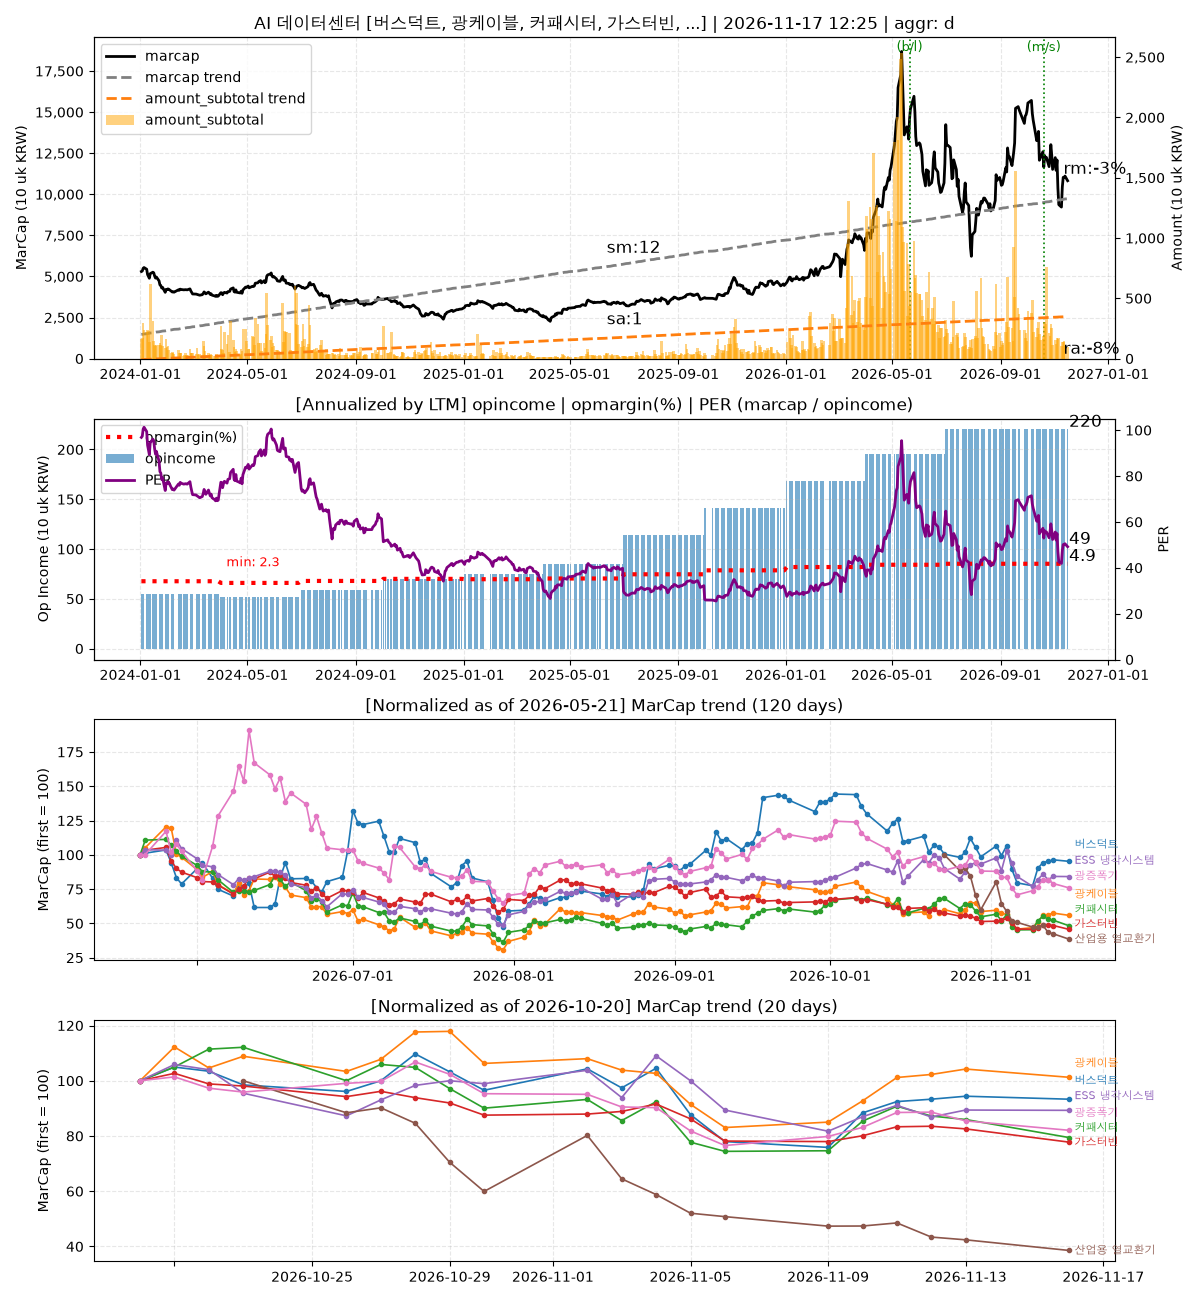 AI 데이터센터 [버스덕트, 광케이블, 커패시터, 가스터빈, ...] | 2026-11-17 12:25 | aggr: d
(b/l)
(m/s)
marcap
marcap trend
amount_subtotal trend
amount_subtotal
17,500
15,000
12,500
10,000
7,500
5,000
2,500
0
MarCap (10 uk KRW)
2,500
2,000
1,500
1,000
500
0
Amount (10 uk KRW)
rm:-3%
sm:12
sa:1
ra:-8%
2024-01-01
2024-05-01
2024-09-01
2025-01-01
2025-05-01
2025-09-01
2026-01-01
2026-05-01
2026-09-01
2027-01-01
[Annualized by LTM] opincome | opmargin(%) | PER (marcap / opincome)
opmargin(%)
opincome
PER
220
49
4.9
min: 2.3
200
150
100
50
0
Op Income (10 uk KRW)
100
80
60
40
20
0
PER
2024-01-01
2024-05-01
2024-09-01
2025-01-01
2025-05-01
2025-09-01
2026-01-01
2026-05-01
2026-09-01
2027-01-01
[Normalized as of 2026-05-21] MarCap trend (120 days)
175
150
125
100
75
50
25
MarCap (first = 100)
버스덕트
ESS 냉각시스템
광증폭기
광케이블
커패시터
가스터빈
산업용 열교환기
2026-07-01
2026-08-01
2026-09-01
2026-10-01
2026-11-01
[Normalized as of 2026-10-20] MarCap trend (20 days)
120
100
80
60
40
MarCap (first = 100)
광케이블
버스덕트
ESS 냉각시스템
광증폭기
커패시터
가스터빈
산업용 열교환기
2026-10-25
2026-10-29
2026-11-01
2026-11-05
2026-11-09
2026-11-13
2026-11-17